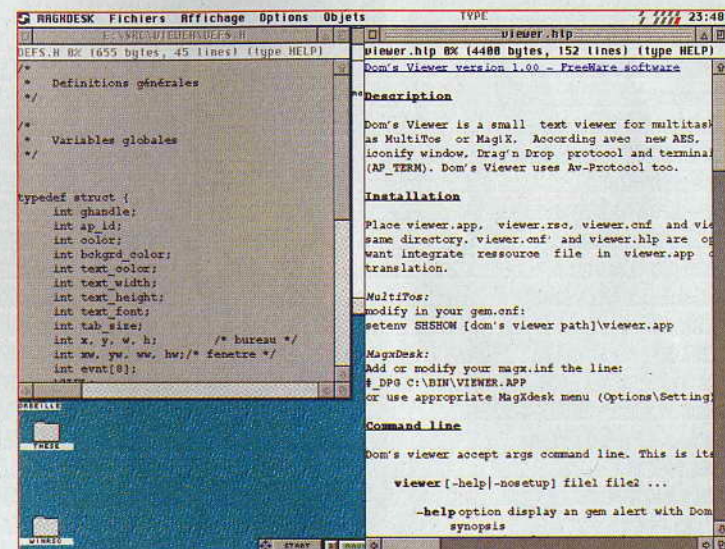 MAGXDESK Fichiers Affichage Options Objets
TYPE
23:48
E:\SRC\VIEWER\DEFS.H
DEFS.H 0% (655 bytes, 45 lines) (type HELP)
/*
* Definitions générales
*/
/*
* Variables globales
*/
typedef struct {
int ghandle;
int ap_id;
int color;
int bckgrd_color;
int text_color;
int text_width;
int text_height;
int text_font;
int tab_size;
int x, y, w, h; /* bureau */
int xw, yw, ww, hw;/* fenetre */
int evnt[8];
THESE
START
viewer.hlp
viewer.hlp 0% (4400 bytes, 152 lines) (type HELP)
Dom's Viewer version 1.00 - FreeWare software
Description
Dom's Viewer is a small text viewer for multitask
as MultiTos or MagiX. According avec new AES,
iconify window, Drag'n Drop protocol and terminal
(AP_TERM). Dom's Viewer uses Av-Protocol too.
Installation
Place viewer.app, viewer.rsc, viewer.cnf and vie
same directory. viewer.cnf' and viewer.hlp are op
want integrate ressource file in viewer.app
translation.
MultiTos:
modify in your gem.cnf:
setenv SHSHOW [dom's viewer path]\viewer.app
MagxDesk:
Add or modify your magx.inf the line:
#_DPG C:\BIN\VIEWER.APP
or use appropriate MagXdesk menu (Options\Setting)
Command line
Dom's viewer accept args command line. This is its
viewer [-help|-nosetup] file1 file2 ...
-help option display an gem alert with Dom
synopsis